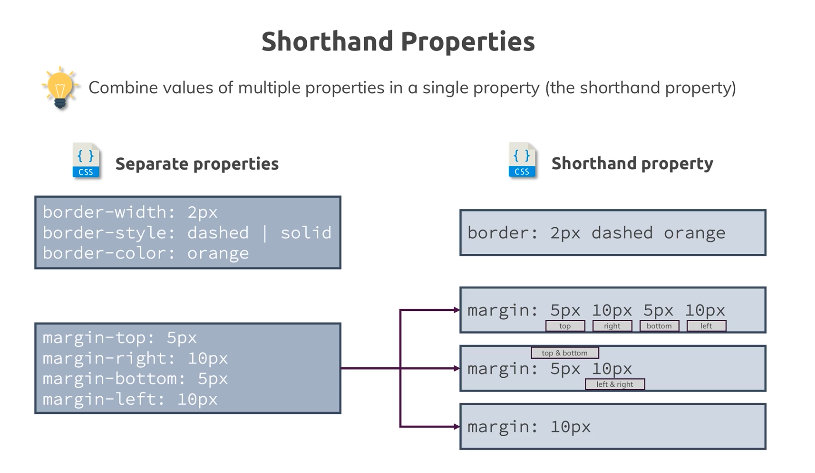 Shorthand Properties
Combine values of multiple properties in a single property (the shorthand property)
{ }
CSS
Separate properties
border-width: 2px
border-style: dashed | solid
border-color: orange
margin-top: 5px
margin-right: 10px
margin-bottom: 5px
margin-left: 10px
{ }
CSS
Shorthand property
border: 2px dashed orange
margin: 5px 10px 5px 10px
top right bottom left
top & bottom
margin: 5px 10px
left & right
margin: 10px